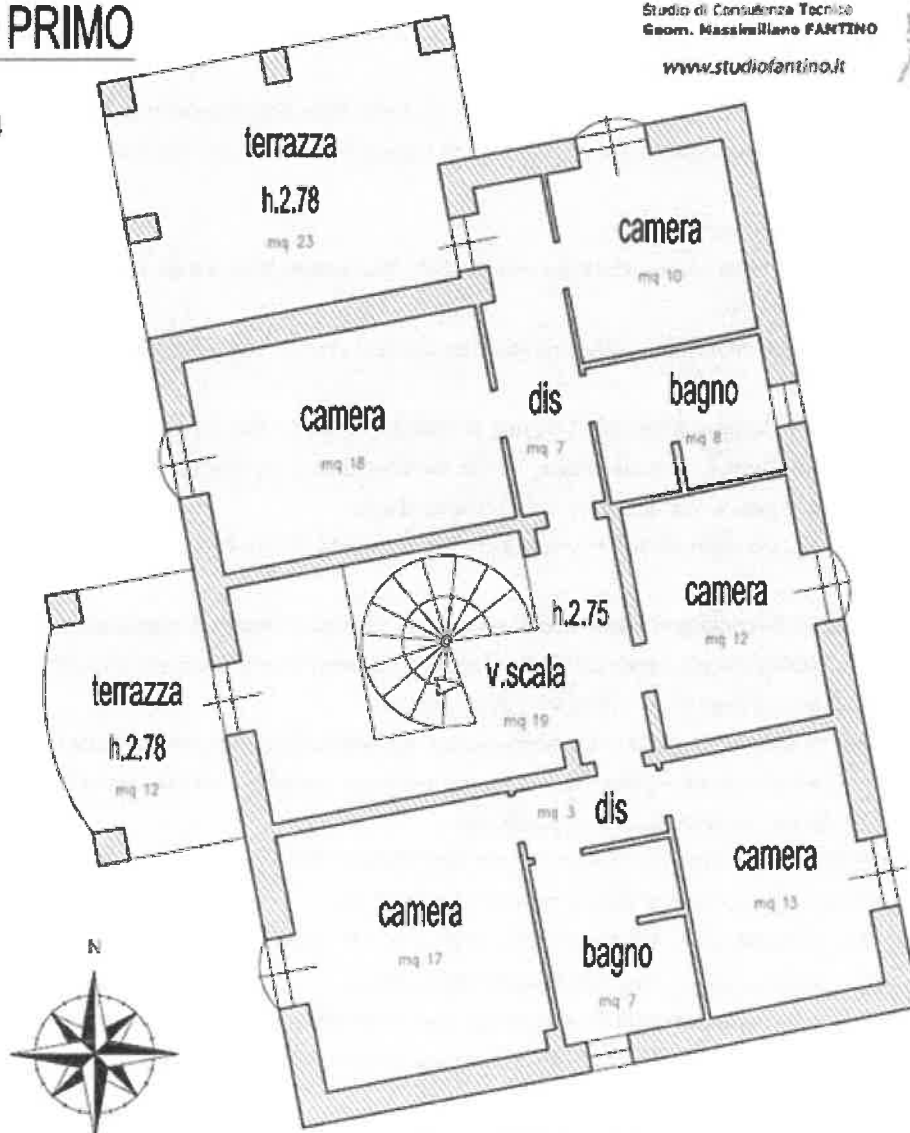 PRIMO
Studio di Consulenza Tecnica
Geom. Massimiliano FANTINO
www.studiofantino.it
terrazza
h.2.78
mq 23
camera
mq 10
camera
mq 18
dis
mq 7
bagno
mq 8
camera
mq 12
h.2.75
v.scala
mq 19
terrazza
h.2.78
mq 12
mq 3
dis
camera
mq 13
camera
mq 17
bagno
mq 7
N